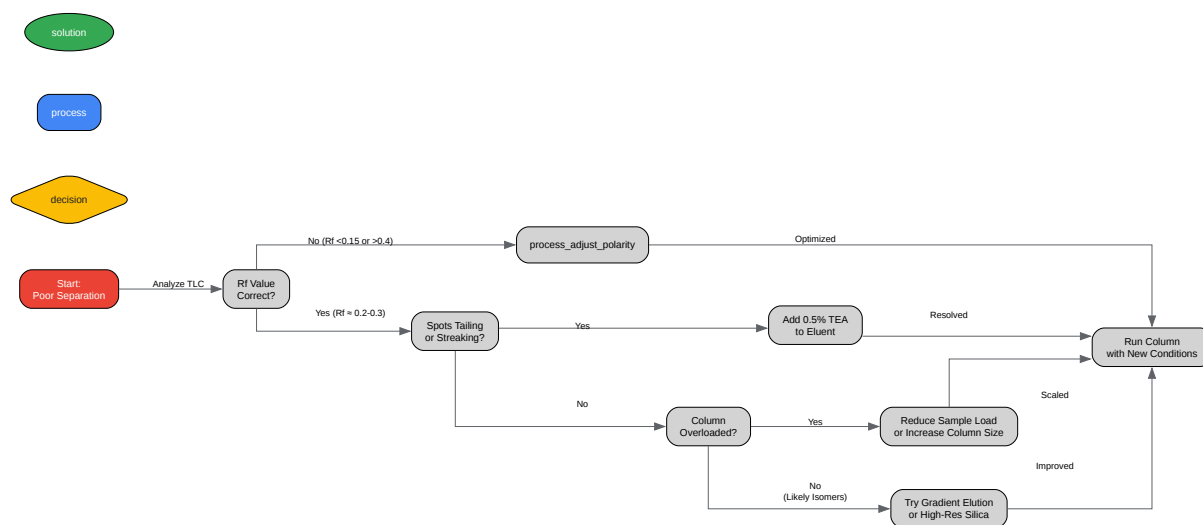 solution
process
decision
No (Rf <0.15 or >0.4)
process_adjust_polarity
Optimized
Start:
Poor Separation
Analyze TLC
Rf Value
Correct?
Yes (Rf ≈ 0.2-0.3)
Spots Tailing
or Streaking?
Yes
Add 0.5% TEA
to Eluent
Resolved
Run Column
with New Conditions
No
Column
Overloaded?
Yes
Reduce Sample Load
or Increase Column Size
Scaled
No
(Likely Isomers)
Try Gradient Elution
or High-Res Silica
Improved